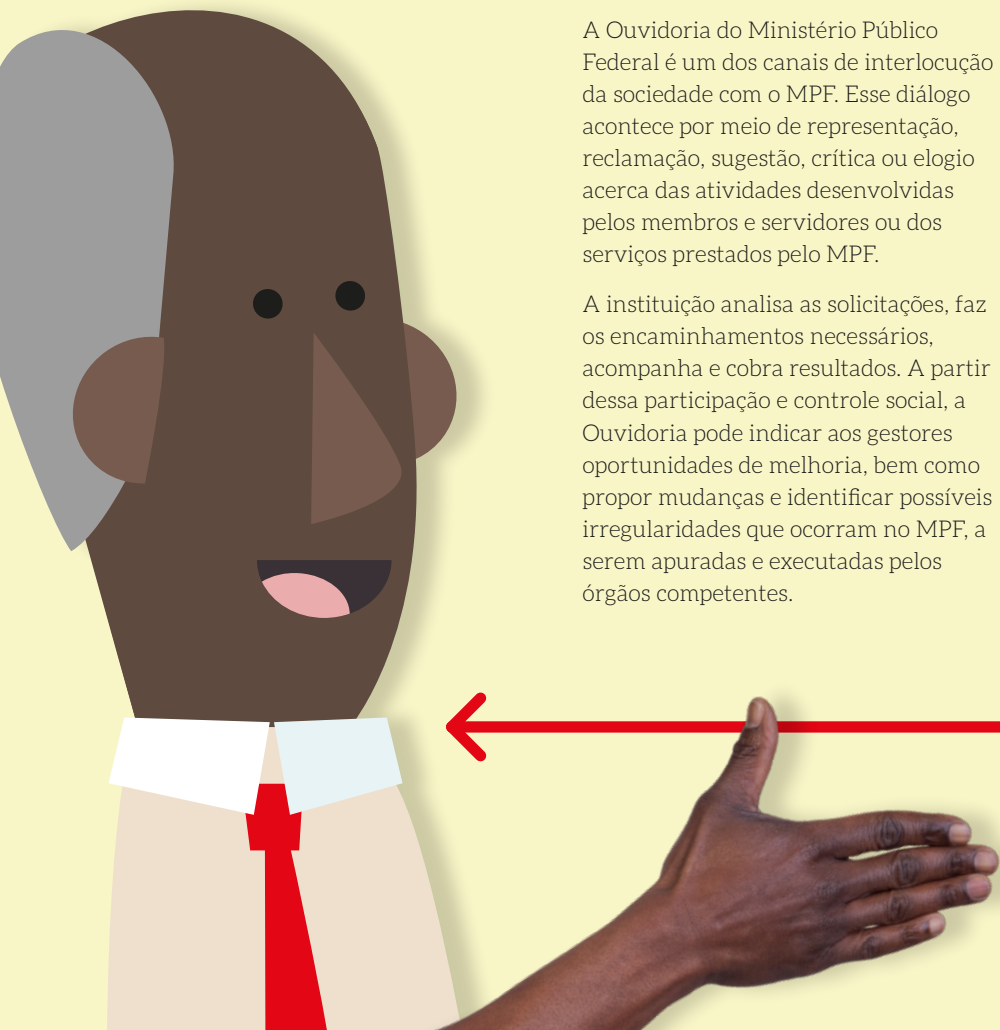 A Ouvidoria do Ministério Público
Federal é um dos canais de interlocução
da sociedade com o MPF. Esse diálogo
acontece por meio de representação,
reclamação, sugestão, crítica ou elogio
acerca das atividades desenvolvidas
pelos membros e servidores ou dos
serviços prestados pelo MPF.
A instituição analisa as solicitações, faz
os encaminhamentos necessários,
acompanha e cobra resultados. A partir
dessa participação e controle social, a
Ouvidoria pode indicar aos gestores
oportunidades de melhoria, bem como
propor mudanças e identificar possíveis
irregularidades que ocorram no MPF, a
serem apuradas e executadas pelos
órgãos competentes.